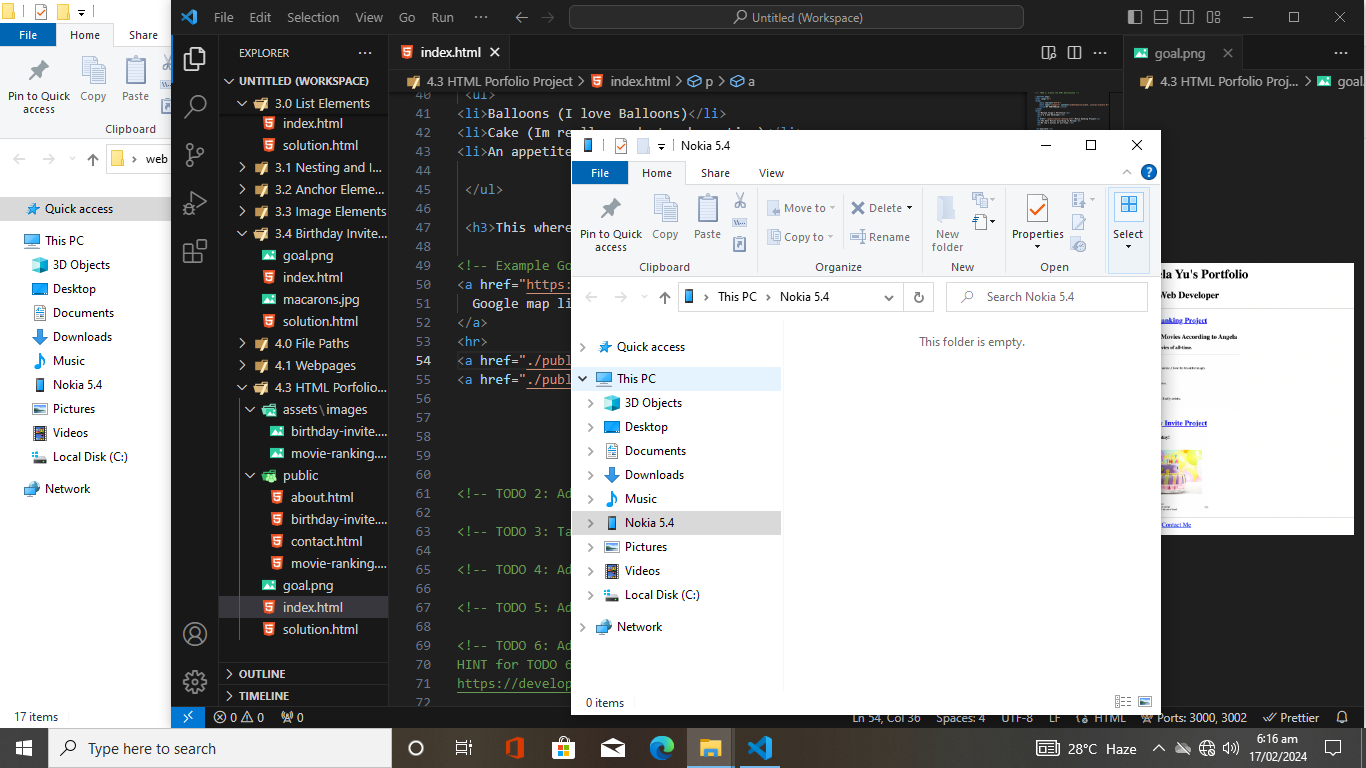 File
Home
Share
Pin to Quick access
Copy
Paste
Clipboard
web
Quick access
This PC
3D Objects
Desktop
Documents
Downloads
Music
Nokia 5.4
Pictures
Videos
Local Disk (C:)
Network
17 items
File Edit Selection View Go Run ···
Untitled (Workspace)
EXPLORER
UNTITLED (WORKSPACE)
3.0 List Elements
index.html
solution.html
3.1 Nesting and I...
3.2 Anchor Eleme...
3.3 Image Elements
3.4 Birthday Invite...
goal.png
index.html
macarons.jpg
solution.html
4.0 File Paths
4.1 Webpages
4.3 HTML Porfolio...
assets\images
birthday-invite....
movie-ranking....
public
about.html
birthday-invite....
contact.html
movie-ranking....
goal.png
index.html
solution.html
OUTLINE
TIMELINE
index.html
4.3 HTML Porfolio Project > index.html > p > a
40 <ul>
41 <li>Balloons (I love Balloons)</li>
42 <li>Cake (Im re
43 <li>An appetite
44
45 </ul>
46
47 <h3>This where
48
49 <!-- Example Go
50 <a href="https:
51 Google map li
52 </a>
53 <hr>
54 <a href="./publ
55 <a href="./publ
56
57
58
59
60
61 <!-- TODO 2: Ad
62
63 <!-- TODO 3: Ta
64
65 <!-- TODO 4: Ad
66
67 <!-- TODO 5: Ad
68
69 <!-- TODO 6: Ad
70 HINT for TODO 6
71 https://develop
72
goal.png
4.3 HTML Porfolio Proj... > goal.
Nokia 5.4
File
Home
Share
View
Pin to Quick access
Copy
Paste
Clipboard
Move to
Copy to
Delete
Rename
Organize
New folder
New
Properties
Open
Select
This PC > Nokia 5.4
Search Nokia 5.4
Quick access
This PC
3D Objects
Desktop
Documents
Downloads
Music
Nokia 5.4
Pictures
Videos
Local Disk (C:)
Network
This folder is empty.
0 items
ela Yu's Portfolio
Web Developer
anking Project
Movies According to Angela
vies of all-time.
y Invite Project
Contact Me
0 0 0
Ln 54, Col 36 Spaces: 4 UTF-8 LF HTML Ports: 3000, 3002 Prettier
Type here to search
28°C Haze
6:16 am
17/02/2024